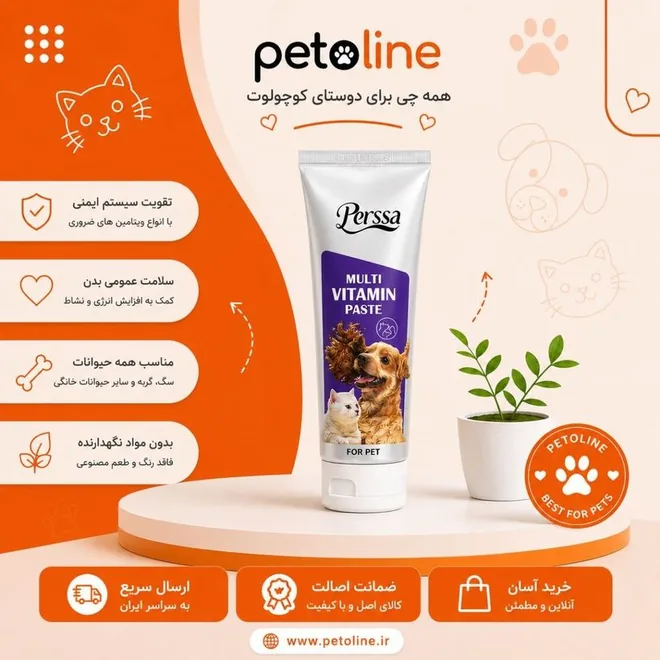 petoline
همه چی برای دوستای کوچولوت
تقویت سیستم ایمنی
با انواع ویتامین های ضروری
سلامت عمومی بدن
کمک به افزایش انرژی و نشاط
مناسب همه حیوانات
سگ، گربه و سایر حیوانات خانگی
بدون مواد نگهدارنده
فاقد رنگ و طعم مصنوعی
Perssa
MULTI
VITAMIN
PASTE
FOR PET
PETOLINE
BEST FOR PETS
خرید آسان
آنلاین و مطمئن
ضمانت اصالت
کالای اصل و با کیفیت
ارسال سریع
به سراسر ایران
www.petoline.ir